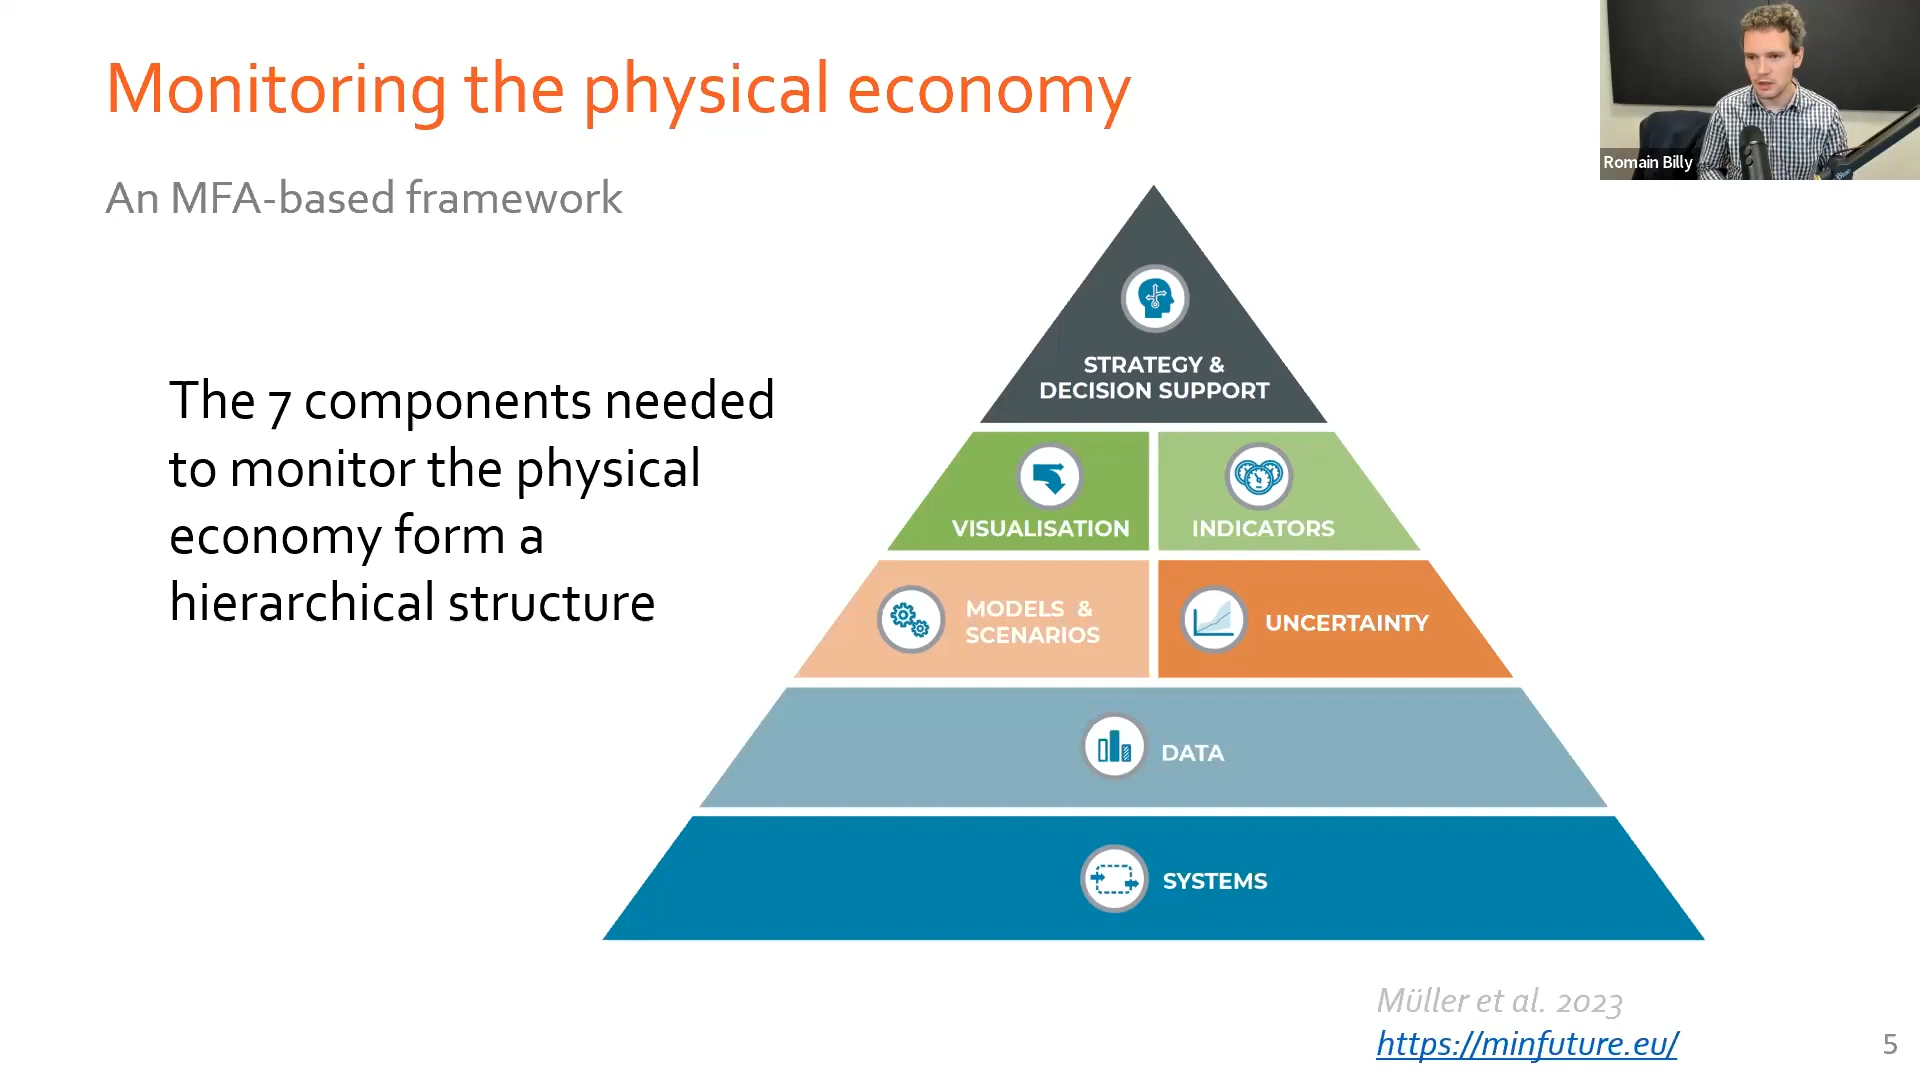 Monitoring the physical economy
An MFA-based framework
Romain Billy
The 7 components needed
to monitor the physical
economy form a
hierarchical structure
STRATEGY &
DECISION SUPPORT
VISUALISATION
INDICATORS
MODELS &
SCENARIOS
UNCERTAINTY
DATA
SYSTEMS
Müller et al. 2023
https://minfuture.eu/
5